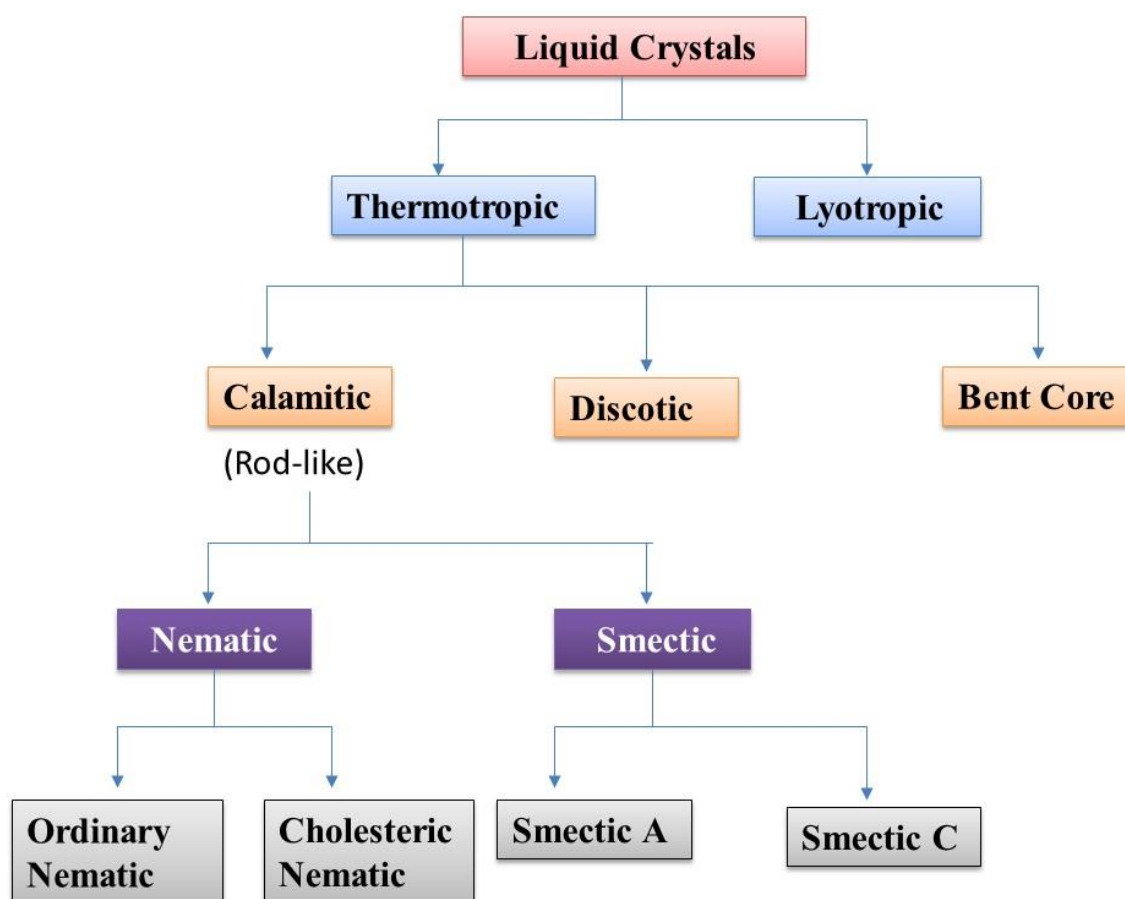 Liquid Crystals
Thermotropic
Lyotropic
Calamitic
Discotic
Bent Core
(Rod-like)
Nematic
Smectic
Ordinary
Nematic
Cholesteric
Nematic
Smectic A
Smectic C